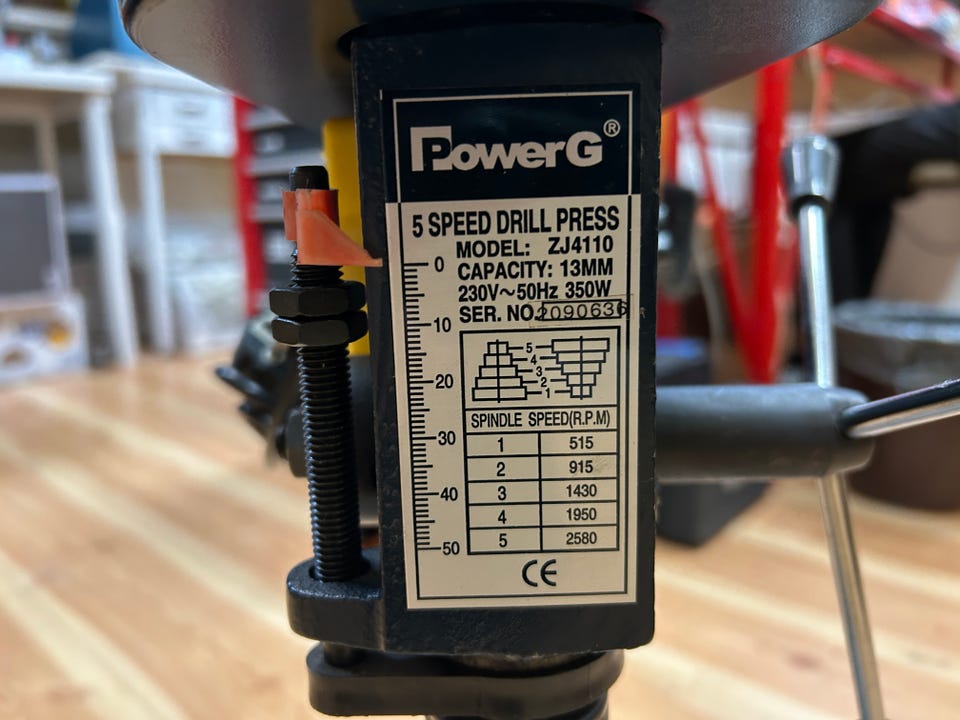 PowerG®
5 SPEED DRILL PRESS
MODEL: ZJ4110
CAPACITY: 13MM
230V~50Hz 350W
SER. NO. 2090636
0
10
20
30
40
50
5
4
3
2
1
SPINDLE SPEED(R.P.M)
1 515
2 915
3 1430
4 1950
5 2580
CE